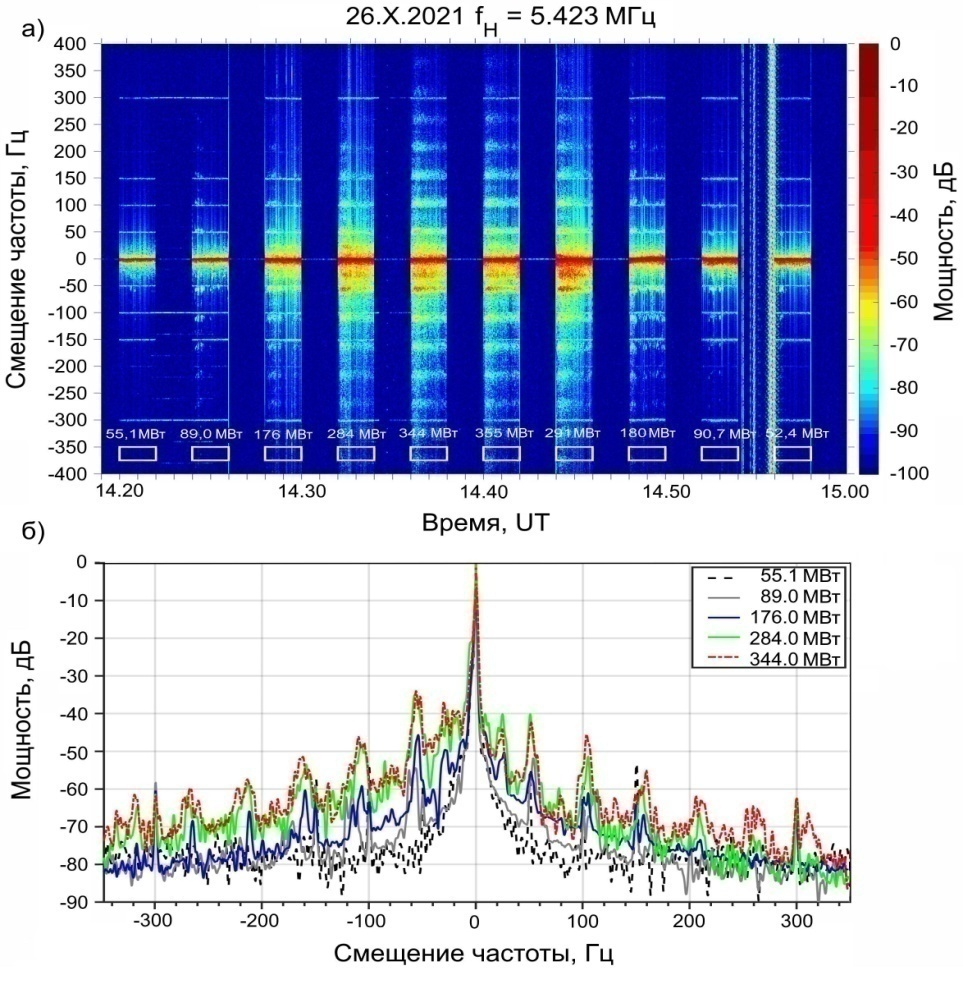 26.X.2021 fH = 5.423 МГц
а)
Смещение частоты, Гц
400
350
300
260
200
150
100
50
0
-50
-100
-150
-200
-250
-300
-350
-400
55,1МВт 89.0 МВт 176 МВт 284 МВт 344 МВт 355 МВт 291МВт 180 МВт 90,7 МВт 52,4 МВт
14.20 14.30 14.40 14.50 15.00
Время, UT
0
-10
-20
-30
-40
-50
-60
-70
-80
-90
-100
Мощность, дБ
б)
Мощность, дБ
0
-10
-20
-30
-40
-50
-60
-70
-80
-90
55.1 МВт
89.0 МВт
176.0 МВт
284.0 МВт
344.0 МВт
-300 -200 -100 0 100 200 300
Смещение частоты, Гц